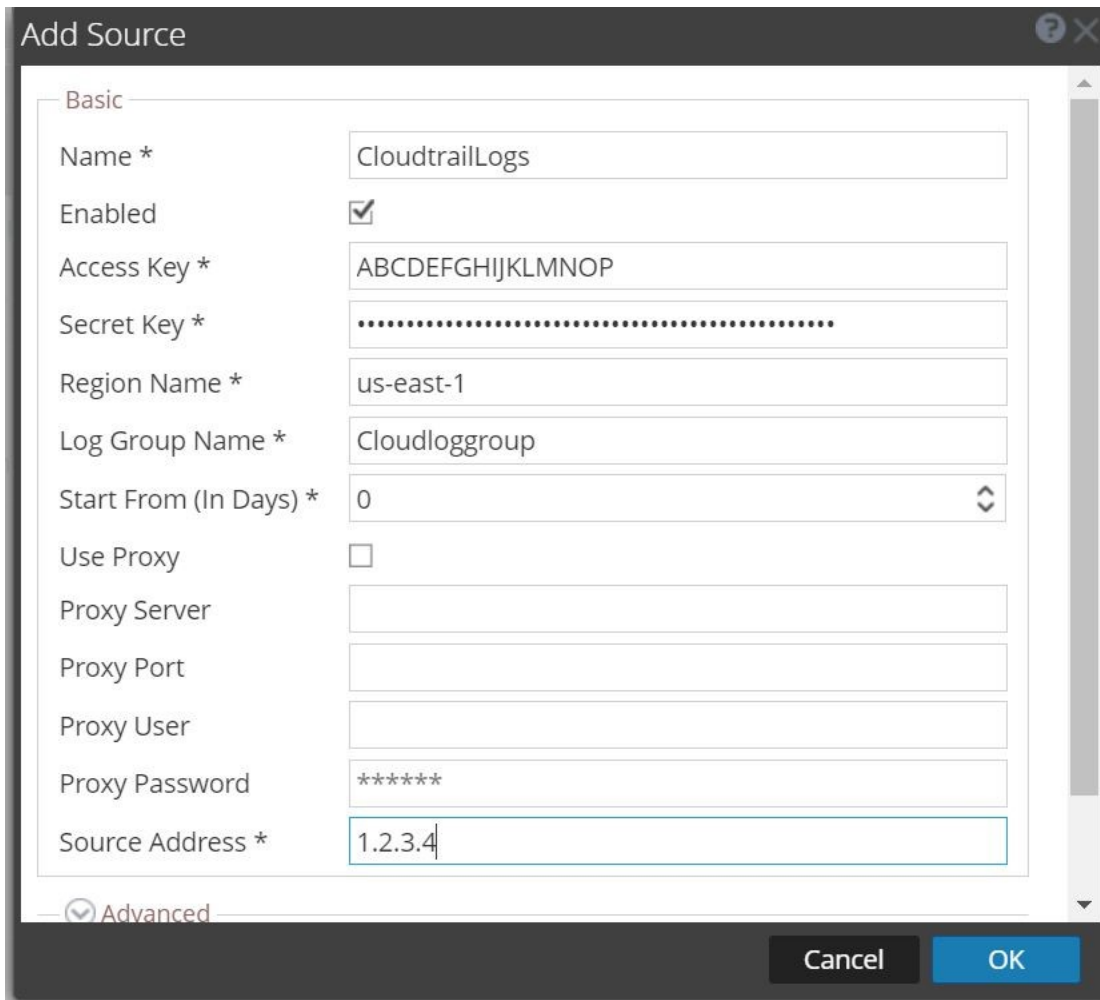 Add Source
?
Basic
Name * CloudtrailLogs
Enabled
Access Key * ABCDEFGHIJKLMNOP
Secret Key * •••••••••••••••••••••••••••••••••••••••••••••••••
Region Name * us-east-1
Log Group Name * Cloudloggroup
Start From (In Days) * 0
Use Proxy
Proxy Server
Proxy Port
Proxy User
Proxy Password ******
Source Address * 1.2.3.4
Advanced
Cancel OK